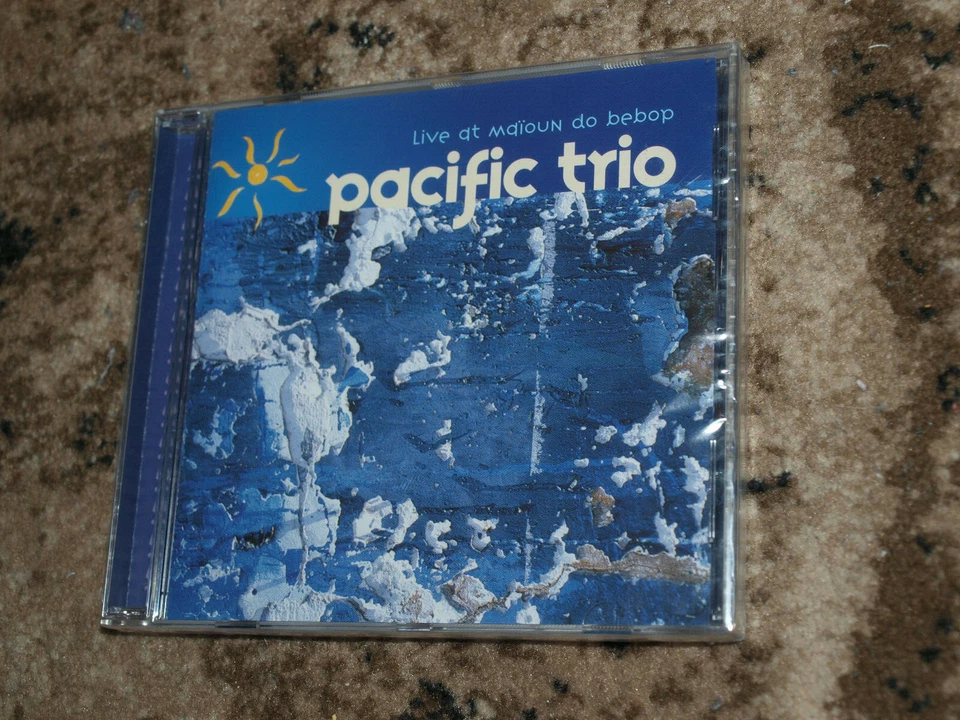 Live at Maïoun do bebop
pacific trio